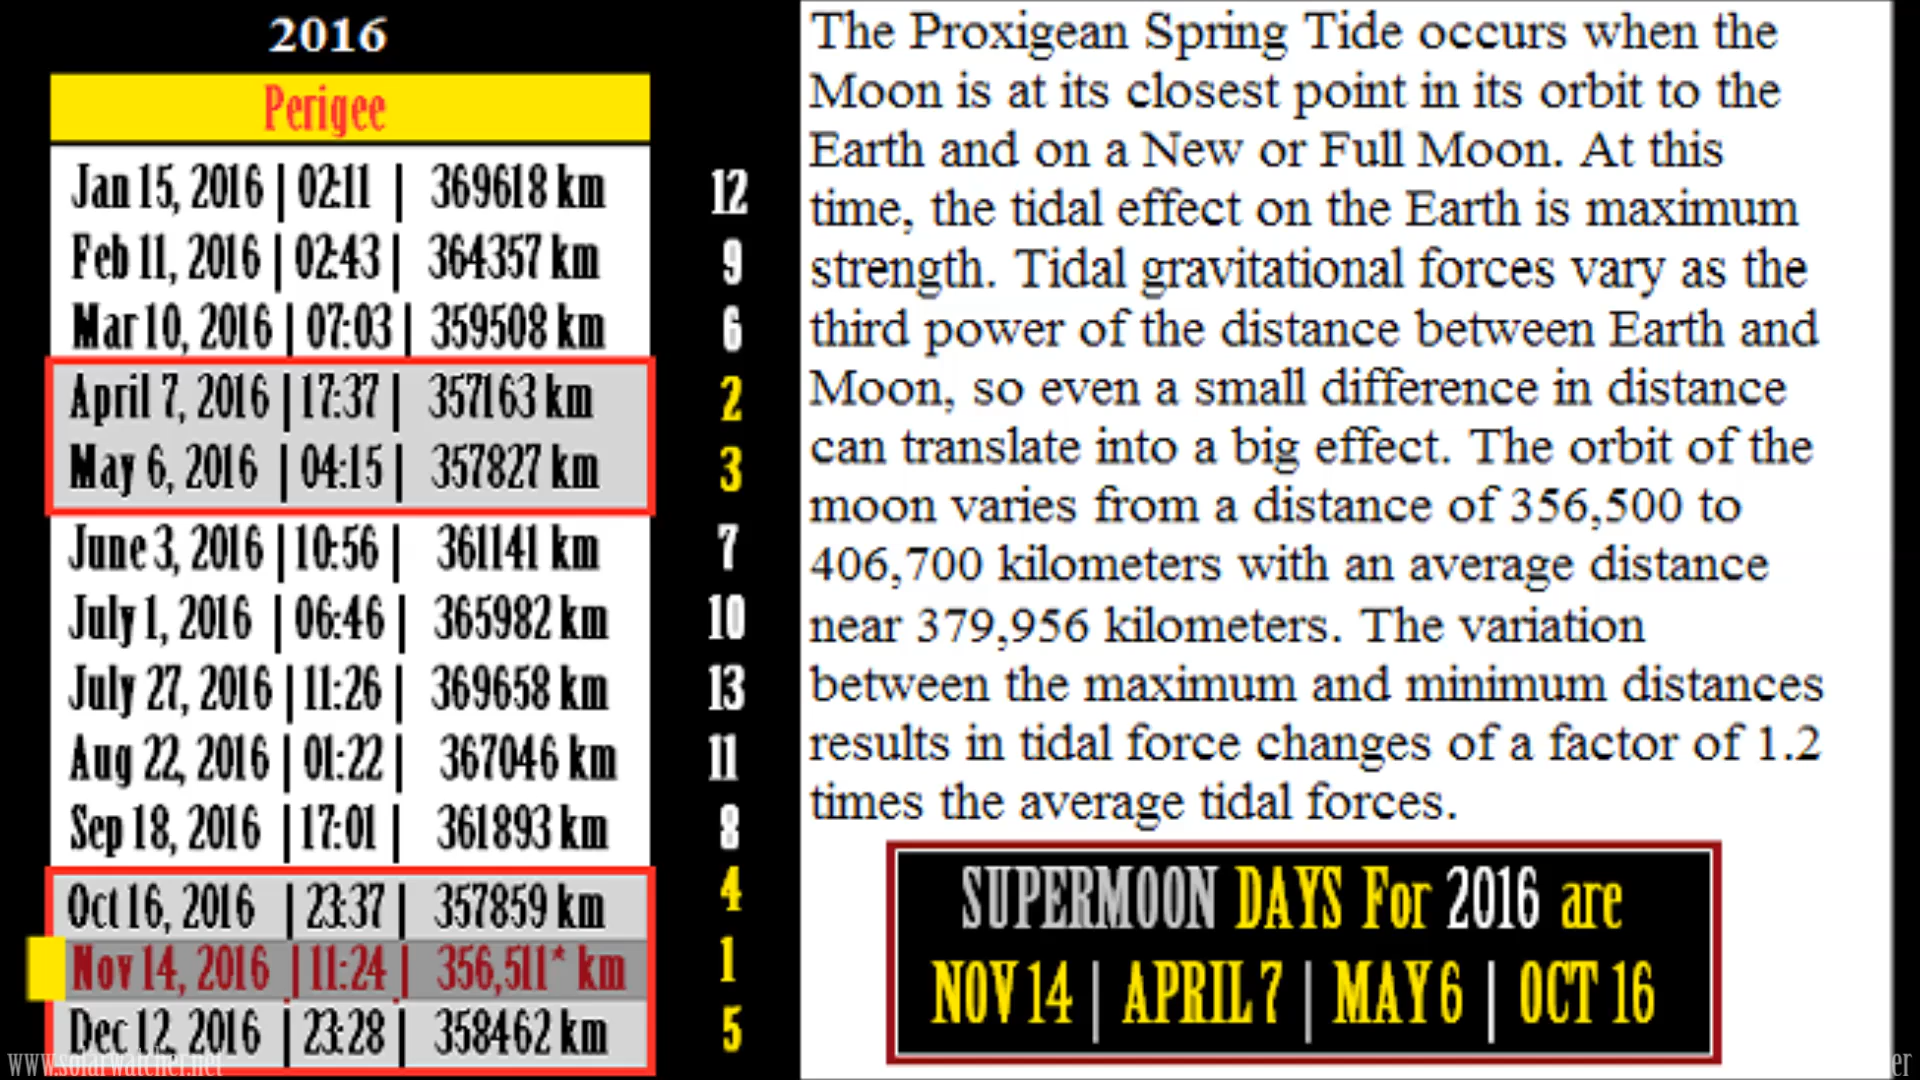 2016
Perigee
Jan 15, 2016 | 02:11 | 369618 km 12
Feb 11, 2016 | 02:43 | 364357 km 9
Mar 10, 2016 | 07:03 | 359508 km 6
April 7, 2016 | 17:37 | 357163 km 2
May 6, 2016 | 04:15 | 357827 km 3
June 3, 2016 | 10:56 | 361141 km 7
July 1, 2016 | 06:46 | 365982 km 10
July 27, 2016 | 11:26 | 369658 km 13
Aug 22, 2016 | 01:22 | 367046 km 11
Sep 18, 2016 | 17:01 | 361893 km 8
Oct 16, 2016 | 23:37 | 357859 km 4
Nov 14, 2016 | 11:24 | 356,511* km 1
Dec 12, 2016 | 23:28 | 358462 km 5
www.solarwatcher.net
The Proxigean Spring Tide occurs when the
Moon is at its closest point in its orbit to the
Earth and on a New or Full Moon. At this
time, the tidal effect on the Earth is maximum
strength. Tidal gravitational forces vary as the
third power of the distance between Earth and
Moon, so even a small difference in distance
can translate into a big effect. The orbit of the
moon varies from a distance of 356,500 to
406,700 kilometers with an average distance
near 379,956 kilometers. The variation
between the maximum and minimum distances
results in tidal force changes of a factor of 1.2
times the average tidal forces.
SUPERMOON DAYS For 2016 are
NOV 14 | APRIL 7 | MAY 6 | OCT 16
er